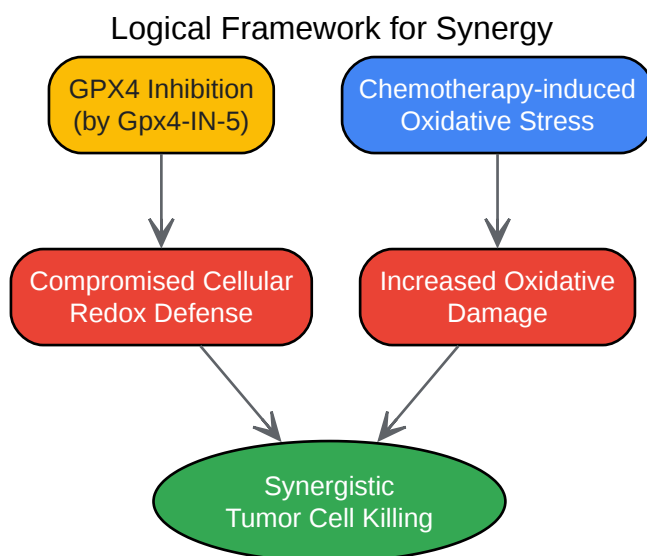 Logical Framework for Synergy
GPX4 Inhibition
(by Gpx4-IN-5)
Chemotherapy-induced
Oxidative Stress
Compromised Cellular
Redox Defense
Increased Oxidative
Damage
Synergistic
Tumor Cell Killing